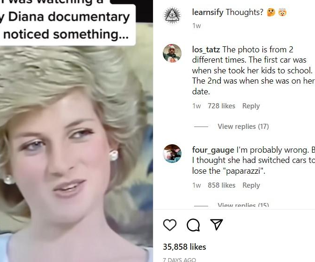 was watching a
Diana documentary
noticed something...
learnsify Thoughts? 🤔 🤯
1w
los_tatz The photo is from 2
different times. The first car was
when she took her kids to school.
The 2nd was when she was on her
date.
1w 728 likes Reply
View replies (17)
four_gauge I'm probably wrong. B
I thought she had switched cars to
lose the "paparazzi".
1w 858 likes Reply
View replies (15)
35,858 likes
7 DAYS AGO